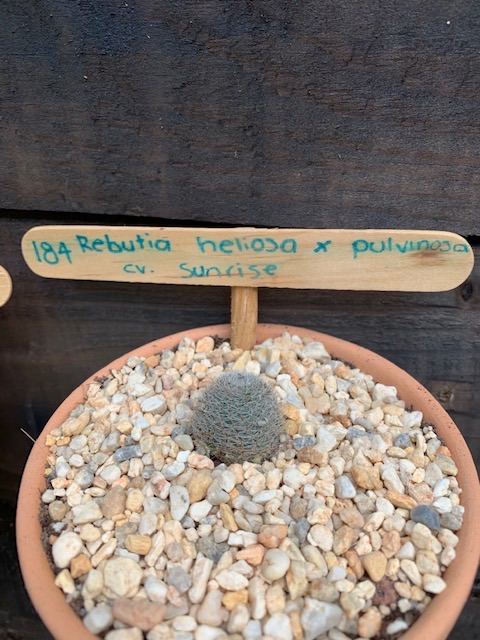 184 Rebutia heliosa x pulvinosa
cv. Sunrise